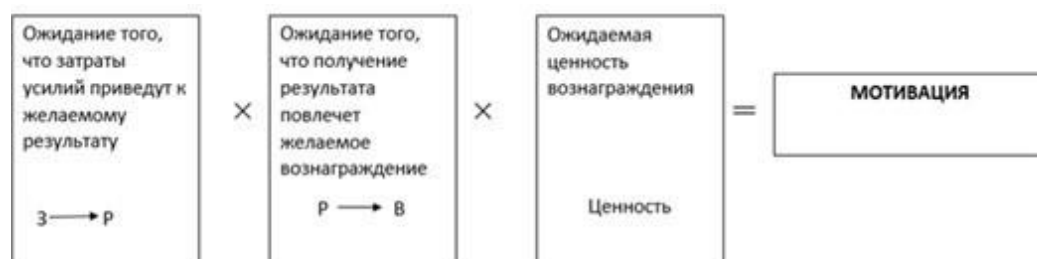 Ожидание того,
что затраты
усилий приведут к
желаемому
результату
З → Р
×
Ожидание того,
что получение
результата
повлечет
желаемое
вознаграждение
Р → В
×
Ожидаемая
ценность
вознаграждения
Ценность
=
МОТИВАЦИЯ